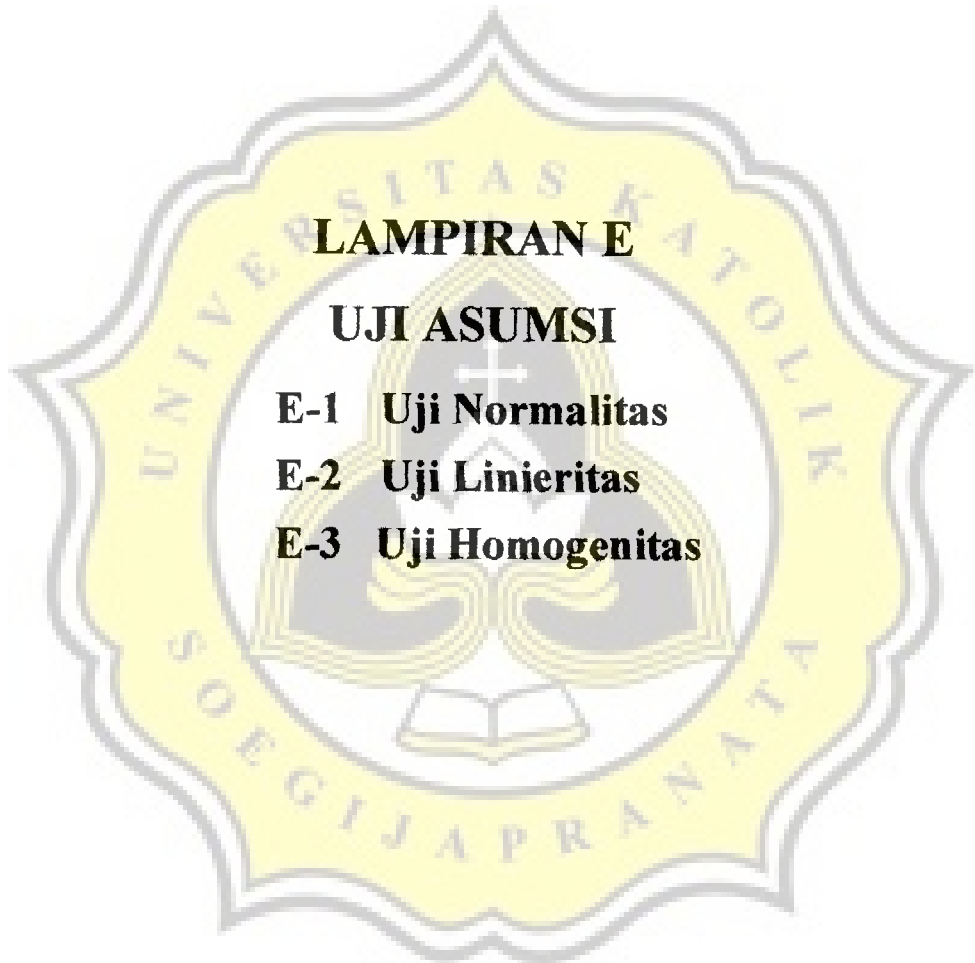 UNIVERSITAS KATOLIK
LAMPIRAN E
UJI ASUMSI
E-1 Uji Normalitas
E-2 Uji Linieritas
E-3 Uji Homogenitas
SOEGIJAPRANATA